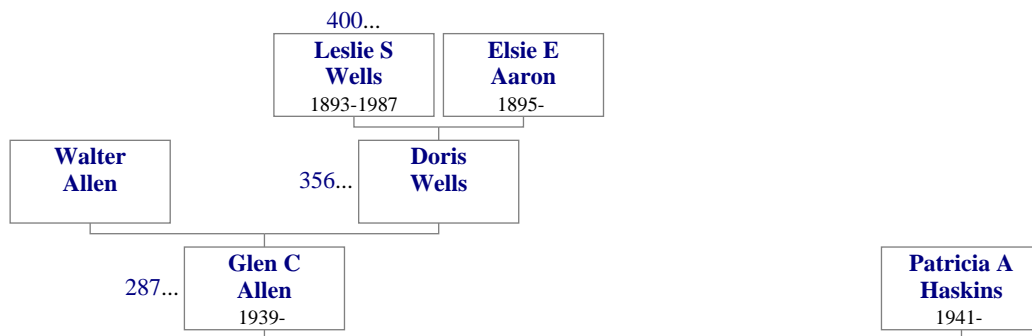 400...
Leslie S
Wells
1893-1987
Elsie E
Aaron
1895-
Walter
Allen
356...
Doris
Wells
287...
Glen C
Allen
1939-
Patricia A
Haskins
1941-